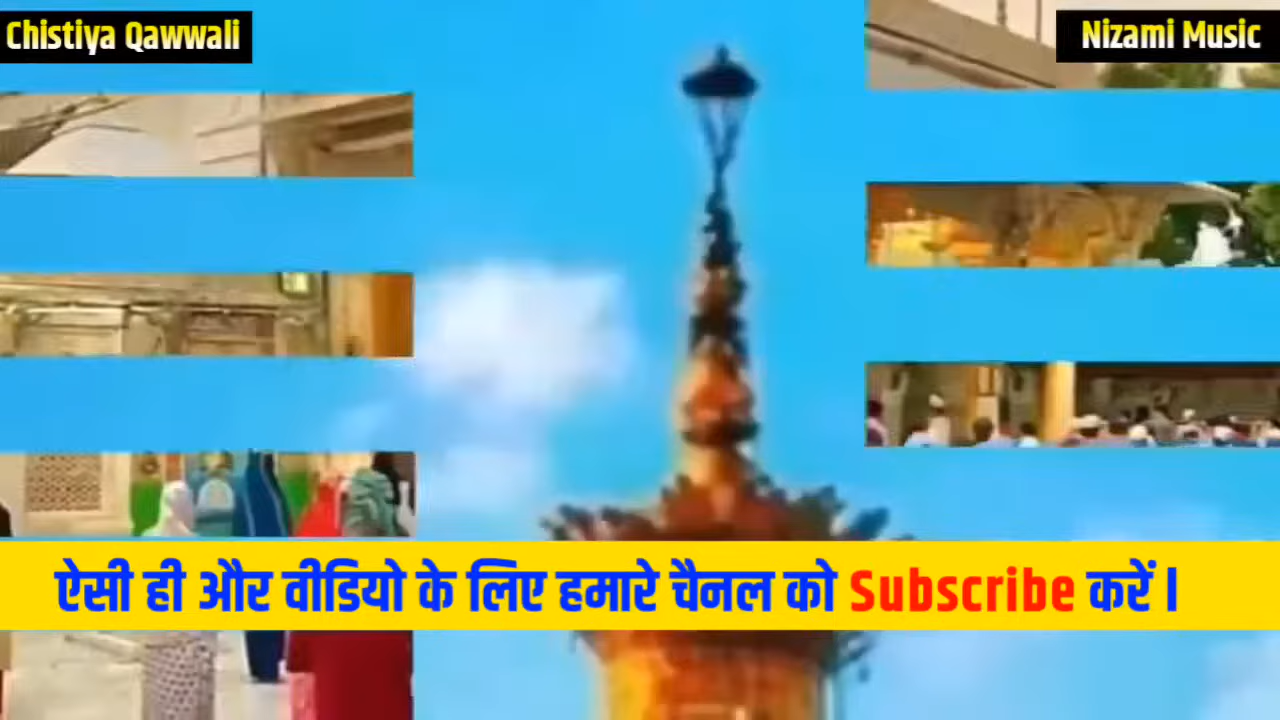 Chistiya Qawwali
Nizami Music
ऐसी ही और वीडियो के लिए हमारे चैनल को Subscribe करें ।